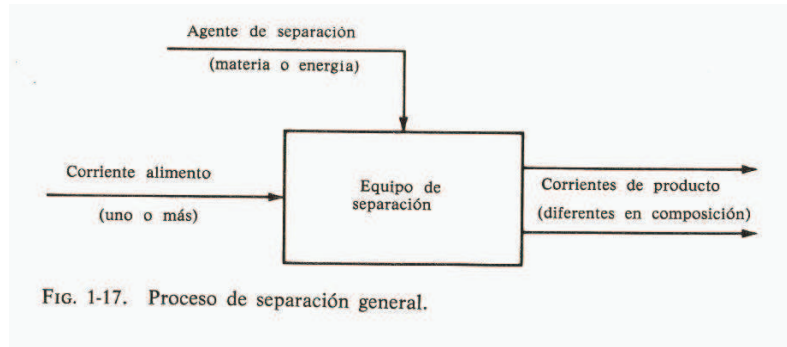 Agente de separación
(materia o energía)
Corriente alimento
(uno o más)
Equipo de
separación
Corrientes de producto
(diferentes en composición)
FIG. 1-17. Proceso de separación general.